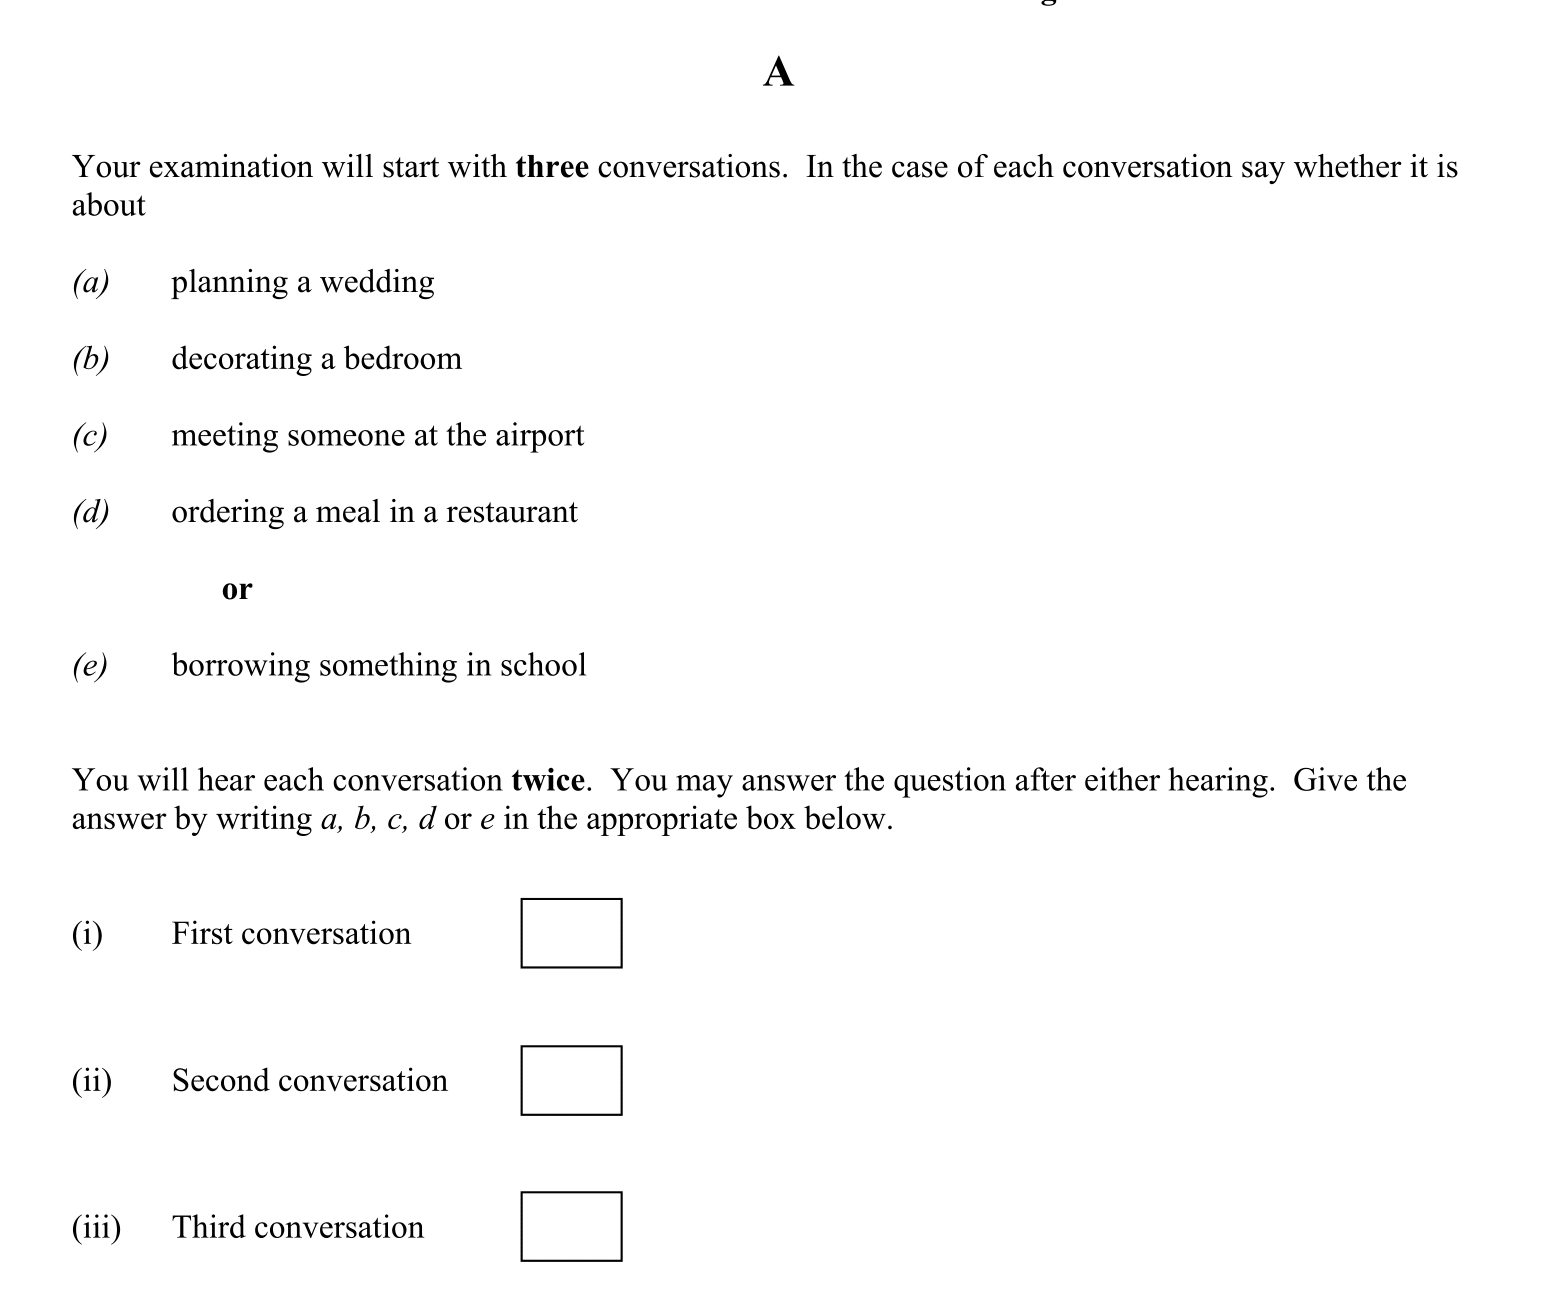 A
Your examination will start with three conversations. In the case of each conversation say whether it is
about
(a) planning a wedding
(b) decorating a bedroom
(c) meeting someone at the airport
(d) ordering a meal in a restaurant
or
(e) borrowing something in school
You will hear each conversation twice. You may answer the question after either hearing. Give the
answer by writing a, b, c, d or e in the appropriate box below.
(i) First conversation
(ii) Second conversation
(iii) Third conversation